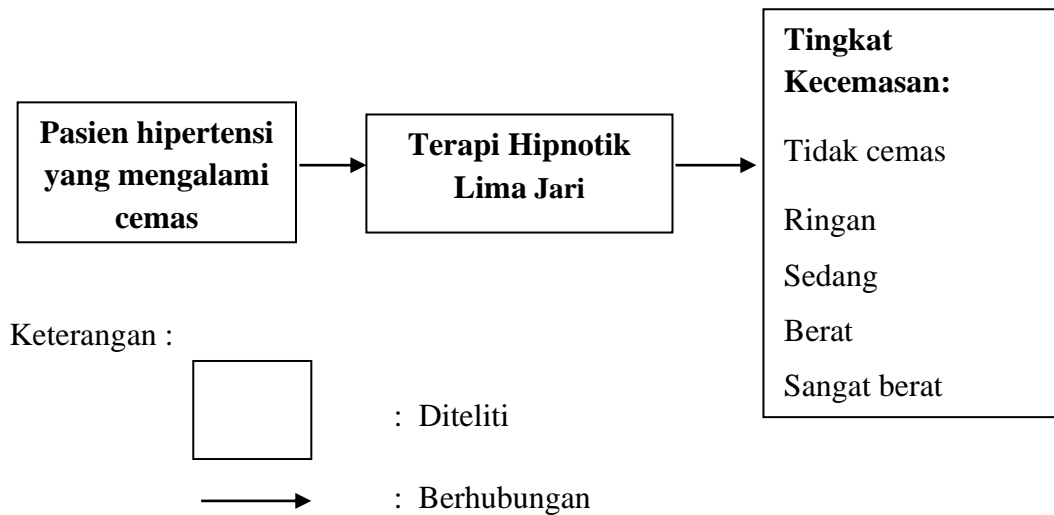 Pasien hipertensi
yang mengalami
cemas
Terapi Hipnotik
Lima Jari
Tingkat
Kecemasan:
Tidak cemas
Ringan
Sedang
Berat
Sangat berat
Keterangan :
: Diteliti
: Berhubungan